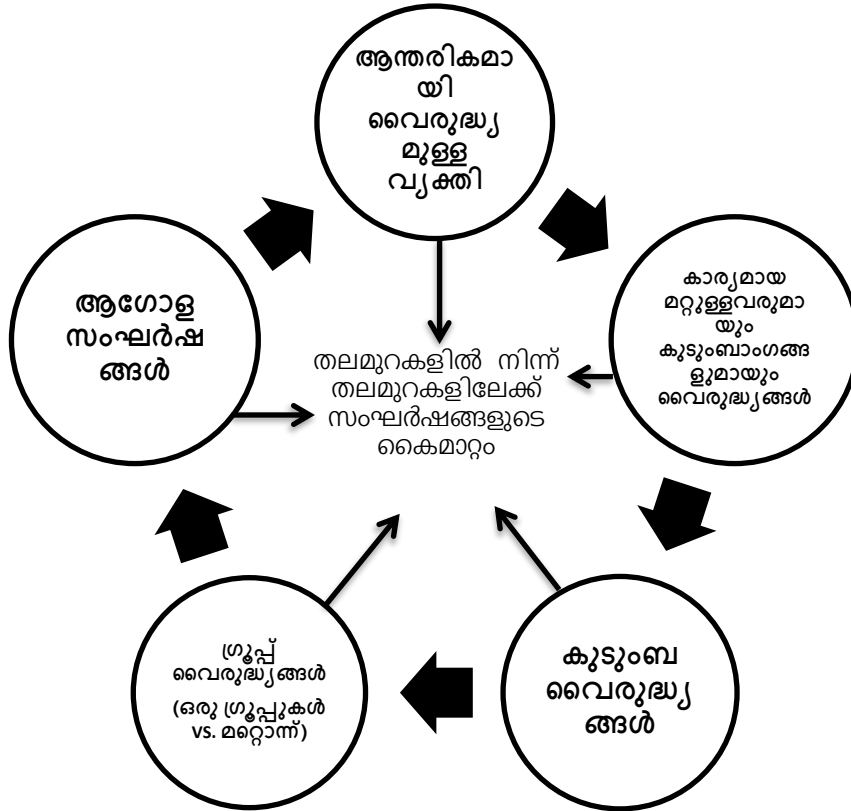 ആന്തരികമാ
യി
വൈരുദ്ധ്യ
മുള്ള
വ്യക്തി
കാര്യമായ
മറ്റുള്ളവരുമാ
യും
കുടുംബാംഗങ്ങ
ളുമായും
വൈരുദ്ധ്യങ്ങൾ
കുടുംബ
വൈരുദ്ധ്യ
ങ്ങൾ
ഗ്രൂപ്പ്
വൈരുദ്ധ്യങ്ങൾ
(ഒരു ഗ്രൂപ്പുകൾ
vs. മറ്റൊന്ന്)
ആഗോള
സംഘർഷ
ങ്ങൾ
തലമുറകളിൽ നിന്ന്
തലമുറകളിലേക്ക്
സംഘർഷങ്ങളുടെ
കൈമാറ്റം